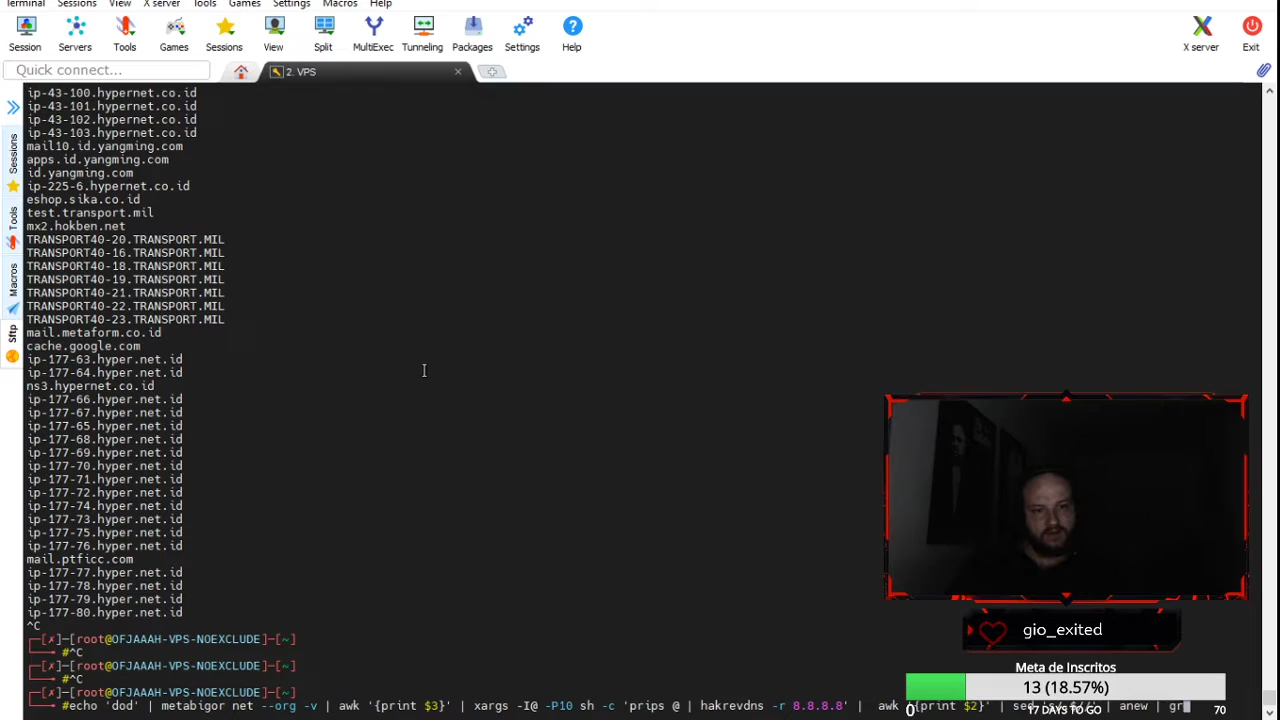 Terminal Sessions View X server Tools Games Settings Macros Help
Session Servers Tools Games Sessions View Split MultiExec Tunneling Packages Settings Help X server Exit
Quick connect... 2. VPS
Sessions
Tools
Macros
Sftp
ip-43-100.hypernet.co.id
ip-43-101.hypernet.co.id
ip-43-102.hypernet.co.id
ip-43-103.hypernet.co.id
mail10.id.yangming.com
apps.id.yangming.com
id.yangming.com
ip-225-6.hypernet.co.id
eshop.sika.co.id
test.transport.mil
mx2.hokben.net
TRANSPORT40-20.TRANSPORT.MIL
TRANSPORT40-16.TRANSPORT.MIL
TRANSPORT40-18.TRANSPORT.MIL
TRANSPORT40-19.TRANSPORT.MIL
TRANSPORT40-21.TRANSPORT.MIL
TRANSPORT40-22.TRANSPORT.MIL
TRANSPORT40-23.TRANSPORT.MIL
mail.metaform.co.id
cache.google.com
ip-177-63.hyper.net.id
ip-177-64.hyper.net.id
ns3.hypernet.co.id
ip-177-66.hyper.net.id
ip-177-67.hyper.net.id
ip-177-65.hyper.net.id
ip-177-68.hyper.net.id
ip-177-69.hyper.net.id
ip-177-70.hyper.net.id
ip-177-71.hyper.net.id
ip-177-72.hyper.net.id
ip-177-74.hyper.net.id
ip-177-73.hyper.net.id
ip-177-75.hyper.net.id
ip-177-76.hyper.net.id
mail.ptficc.com
ip-177-77.hyper.net.id
ip-177-78.hyper.net.id
ip-177-79.hyper.net.id
ip-177-80.hyper.net.id
^C
[✗]-[root@OFJAAAH-VPS-NOEXCLUDE]-[~]
#^C
[✗]-[root@OFJAAAH-VPS-NOEXCLUDE]-[~]
#^C
[✗]-[root@OFJAAAH-VPS-NOEXCLUDE]-[~]
#echo 'dod' | metabigor net --org -v | awk '{print $3}' | xargs -I@ -P10 sh -c 'prips @ | hakrevdns -r 8.8.8.8' | awk '{print $2}' | sed | anew | gr
gio_exited
Meta de Inscritos
13 (18.57%)
0 17 DAYS TO GO 70